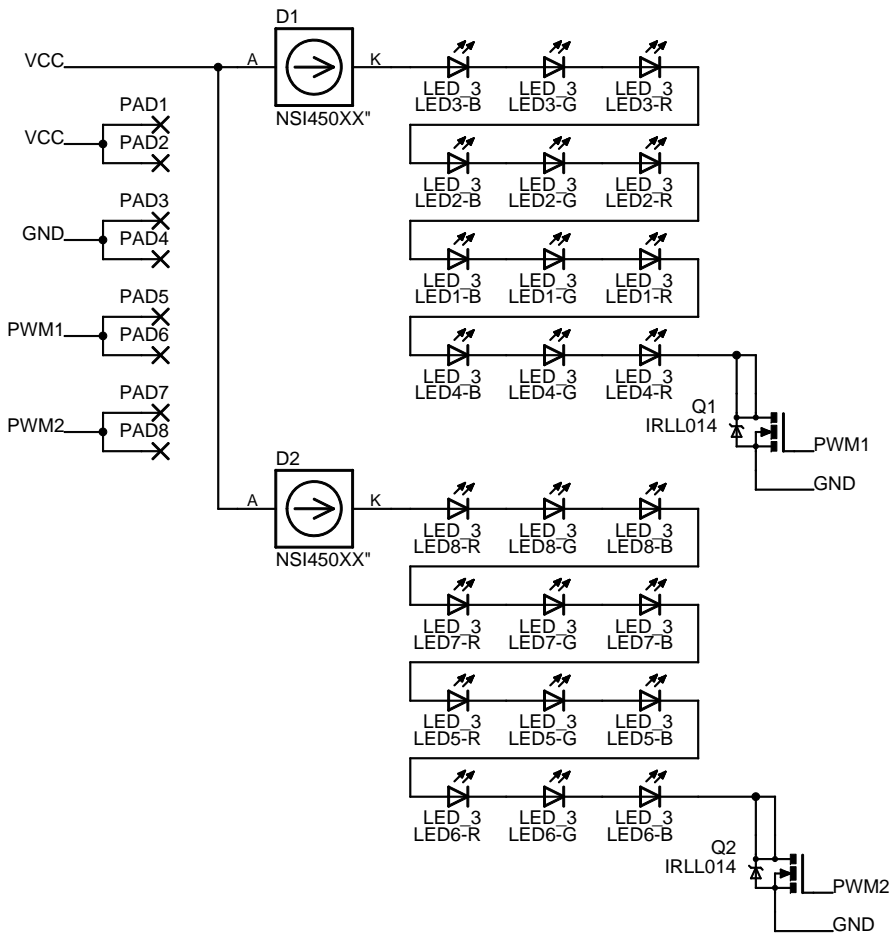 D1
VCC
A
K
NSI450XX"
LED_3
LED3-B
LED_3
LED3-G
LED_3
LED3-R
PAD1
VCC
PAD2
LED_3
LED2-B
LED_3
LED2-G
LED_3
LED2-R
PAD3
GND
PAD4
LED_3
LED1-B
LED_3
LED1-G
LED_3
LED1-R
PAD5
PWM1
PAD6
LED_3
LED4-B
LED_3
LED4-G
LED_3
LED4-R
PAD7
PWM2
PAD8
Q1
IRLL014
PWM1
GND
D2
A
K
NSI450XX"
LED_3
LED8-R
LED_3
LED8-G
LED_3
LED8-B
LED_3
LED7-R
LED_3
LED7-G
LED_3
LED7-B
LED_3
LED5-R
LED_3
LED5-G
LED_3
LED5-B
LED_3
LED6-R
LED_3
LED6-G
LED_3
LED6-B
Q2
IRLL014
PWM2
GND